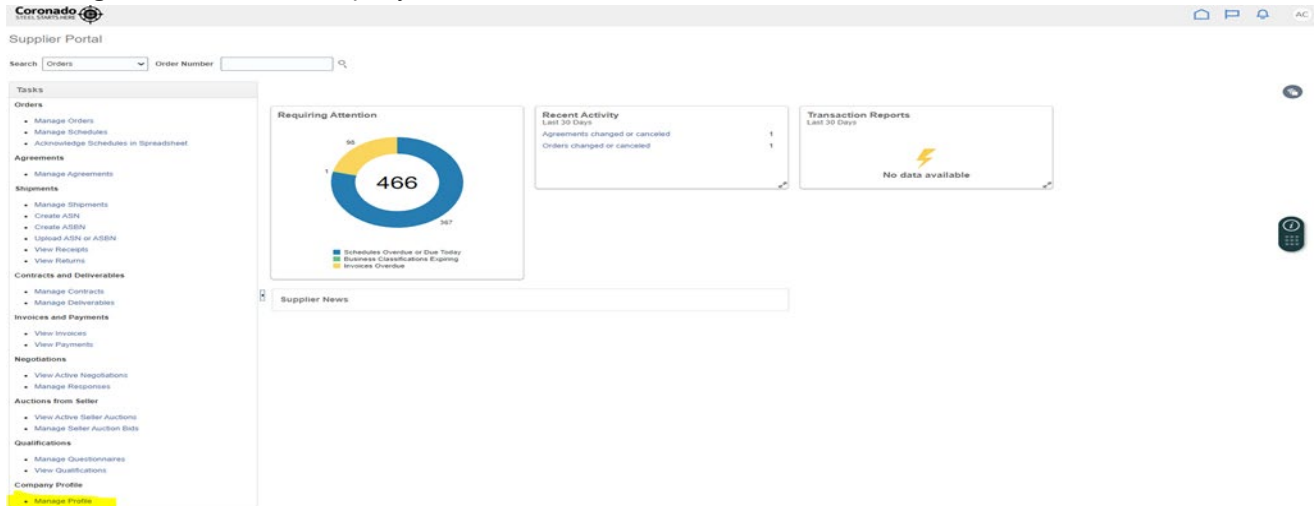 Coronado
STEEL STARTS HERE
AC
Supplier Portal
Search Orders Order Number
Tasks
Orders
Manage Orders
Manage Schedules
Acknowledge Schedules in Spreadsheet
Agreements
Manage Agreements
Shipments
Manage Shipments
Create ASN
Create ASBN
Upload ASN or ASBN
View Receipts
View Returns
Contracts and Deliverables
Manage Contracts
Manage Deliverables
Invoices and Payments
View Invoices
View Payments
Negotiations
View Active Negotiations
Manage Responses
Auctions from Seller
View Active Seller Auctions
Manage Seller Auction Bids
Qualifications
Manage Questionnaires
View Qualifications
Company Profile
Manage Profile
Requiring Attention
98
1
466
367
Schedules Overdue or Due Today
Business Classifications Expiring
Invoices Overdue
Recent Activity
Last 30 Days
Agreements changed or canceled 1
Orders changed or canceled 1
Transaction Reports
Last 30 Days
No data available
Supplier News